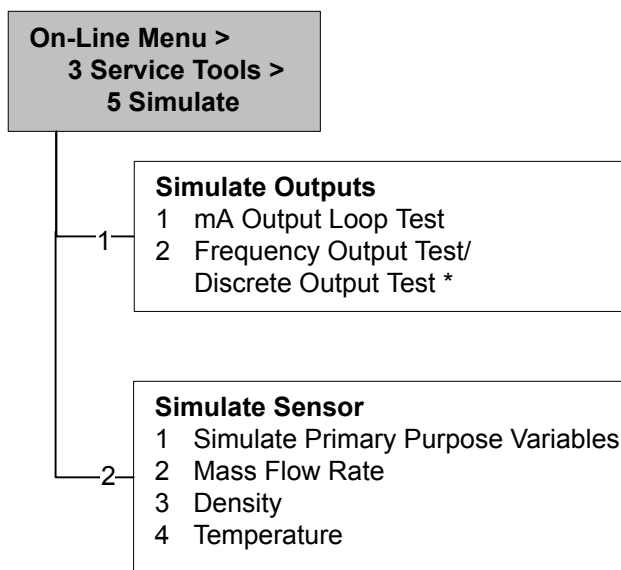 On-Line Menu >
3 Service Tools >
5 Simulate
1
Simulate Outputs
1 mA Output Loop Test
2 Frequency Output Test/
Discrete Output Test *
2
Simulate Sensor
1 Simulate Primary Purpose Variables
2 Mass Flow Rate
3 Density
4 Temperature